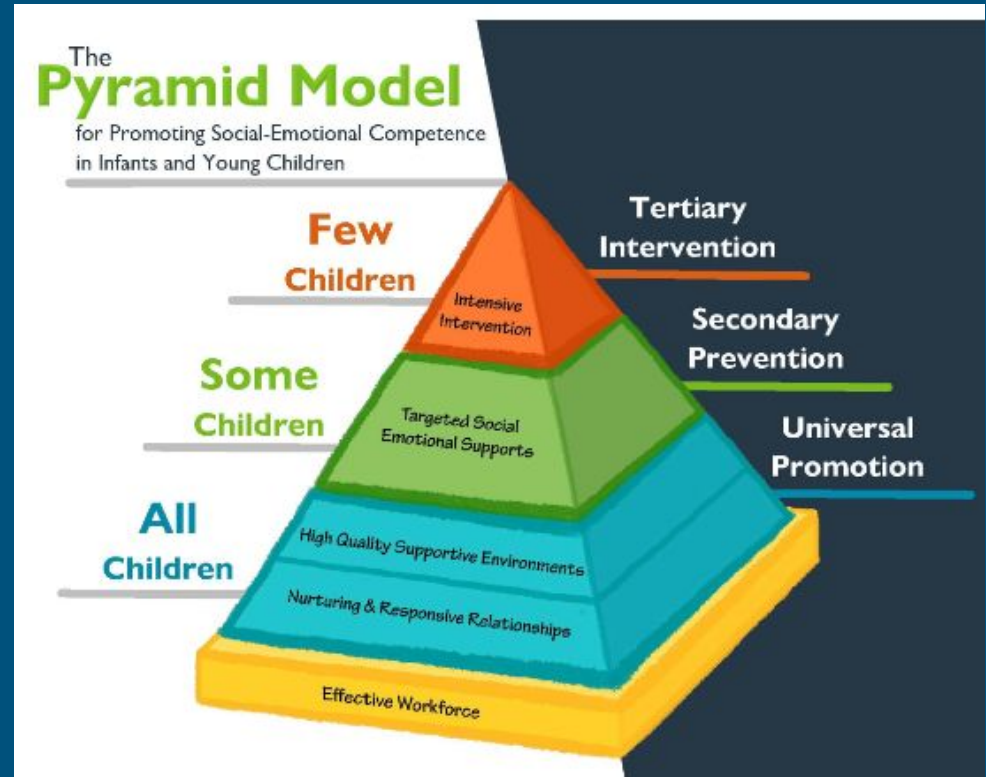 The
Pyramid Model
for Promoting Social-Emotional Competence
in Infants and Young Children
Few
Children
Tertiary
Intervention
Intensive
Intervention
Some
Children
Secondary
Prevention
Targeted Social
Emotional Supports
All
Children
Universal
Promotion
High Quality Supportive Environments
Nurturing & Responsive Relationships
Effective Workforce